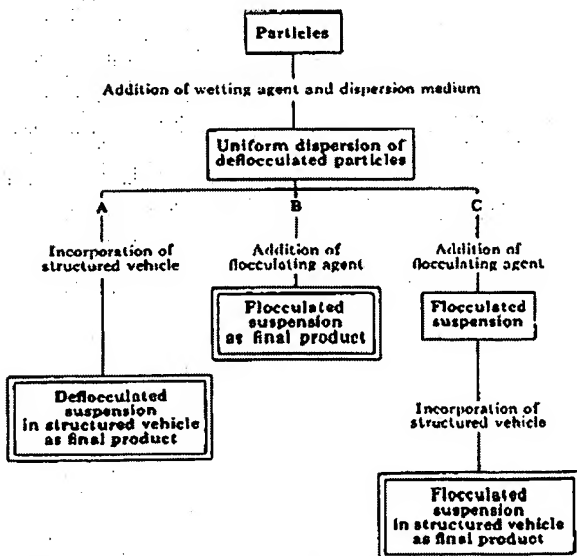 Particles
Addition of wetting agent and dispersion medium
Uniform dispersion of
deflocculated particles
A
B
C
Incorporation of
structured vehicle
Addition of
flocculating agent
Addition of
flocculating agent
Flocculated
suspension
as final product
Flocculated
suspension
Deflocculated
suspension
in structured vehicle
as final product
Incorporation of
structured vehicle
Flocculated
suspension
in structured vehicle
as final product